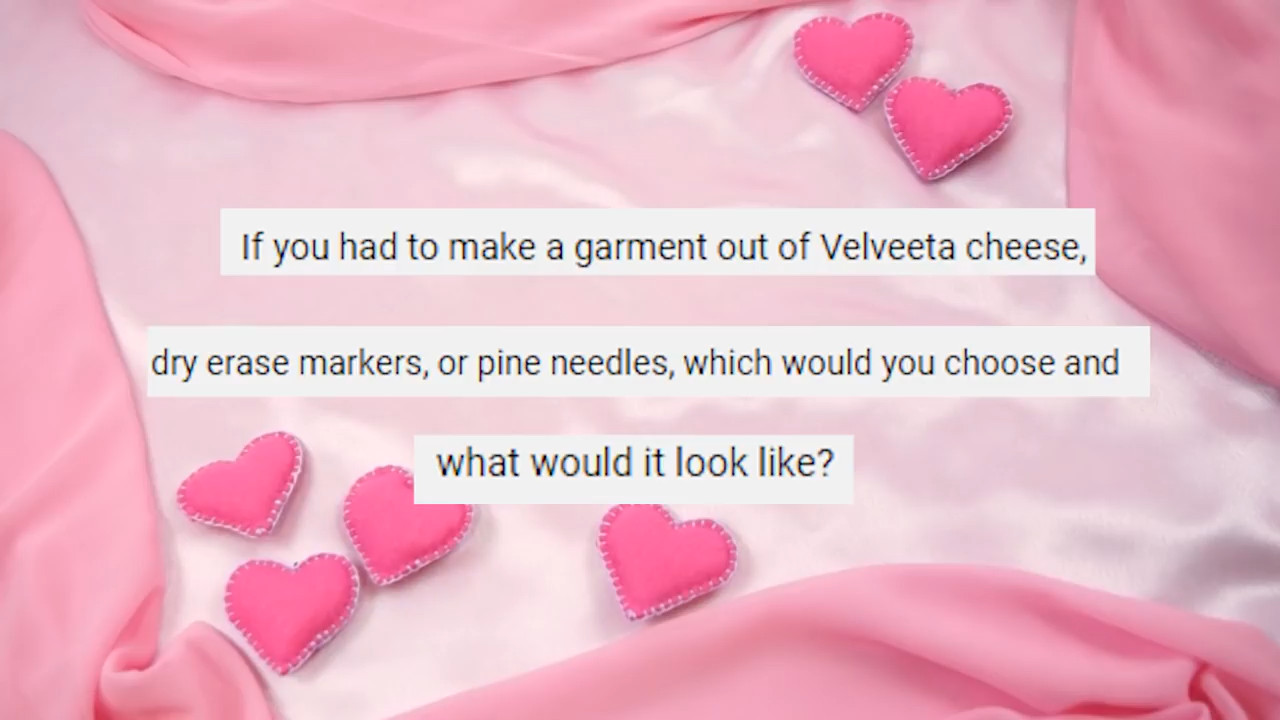 If you had to make a garment out of Velveeta cheese,
dry erase markers, or pine needles, which would you choose and
what would it look like?